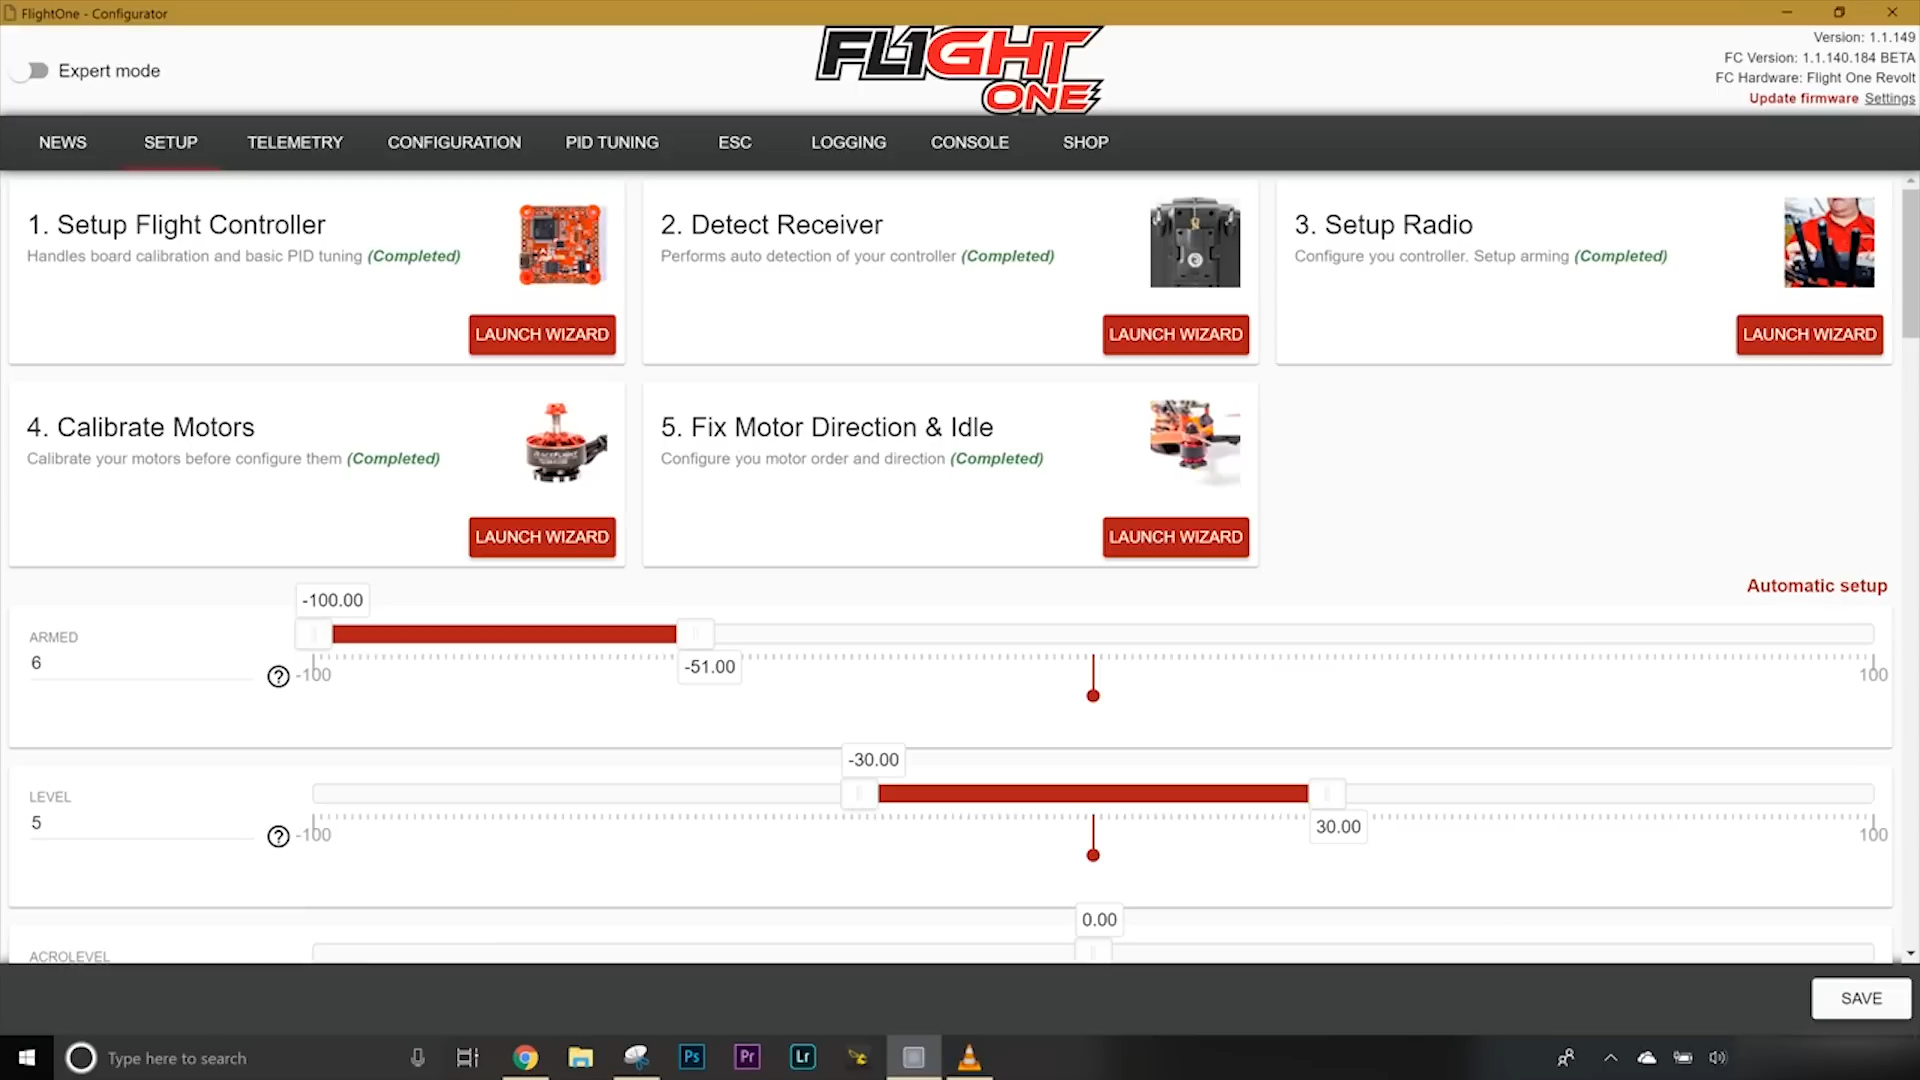 FlightOne - Configurator
Expert mode
FL1GHT
ONE
Version: 1.1.149
FC Version: 1.1.140.184 BETA
FC Hardware: Flight One Revolt
Update firmware Settings
NEWS SETUP TELEMETRY CONFIGURATION PID TUNING ESC LOGGING CONSOLE SHOP
1. Setup Flight Controller
Handles board calibration and basic PID tuning (Completed)
LAUNCH WIZARD
2. Detect Receiver
Performs auto detection of your controller (Completed)
LAUNCH WIZARD
3. Setup Radio
Configure you controller. Setup arming (Completed)
LAUNCH WIZARD
4. Calibrate Motors
Calibrate your motors before configure them (Completed)
LAUNCH WIZARD
5. Fix Motor Direction & Idle
Configure you motor order and direction (Completed)
LAUNCH WIZARD
Automatic setup
-100.00
ARMED
6
-51.00
? -100
100
-30.00
LEVEL
5
30.00
? -100
100
0.00
ACROLEVEL
SAVE
Type here to search
Ps Pr Lr